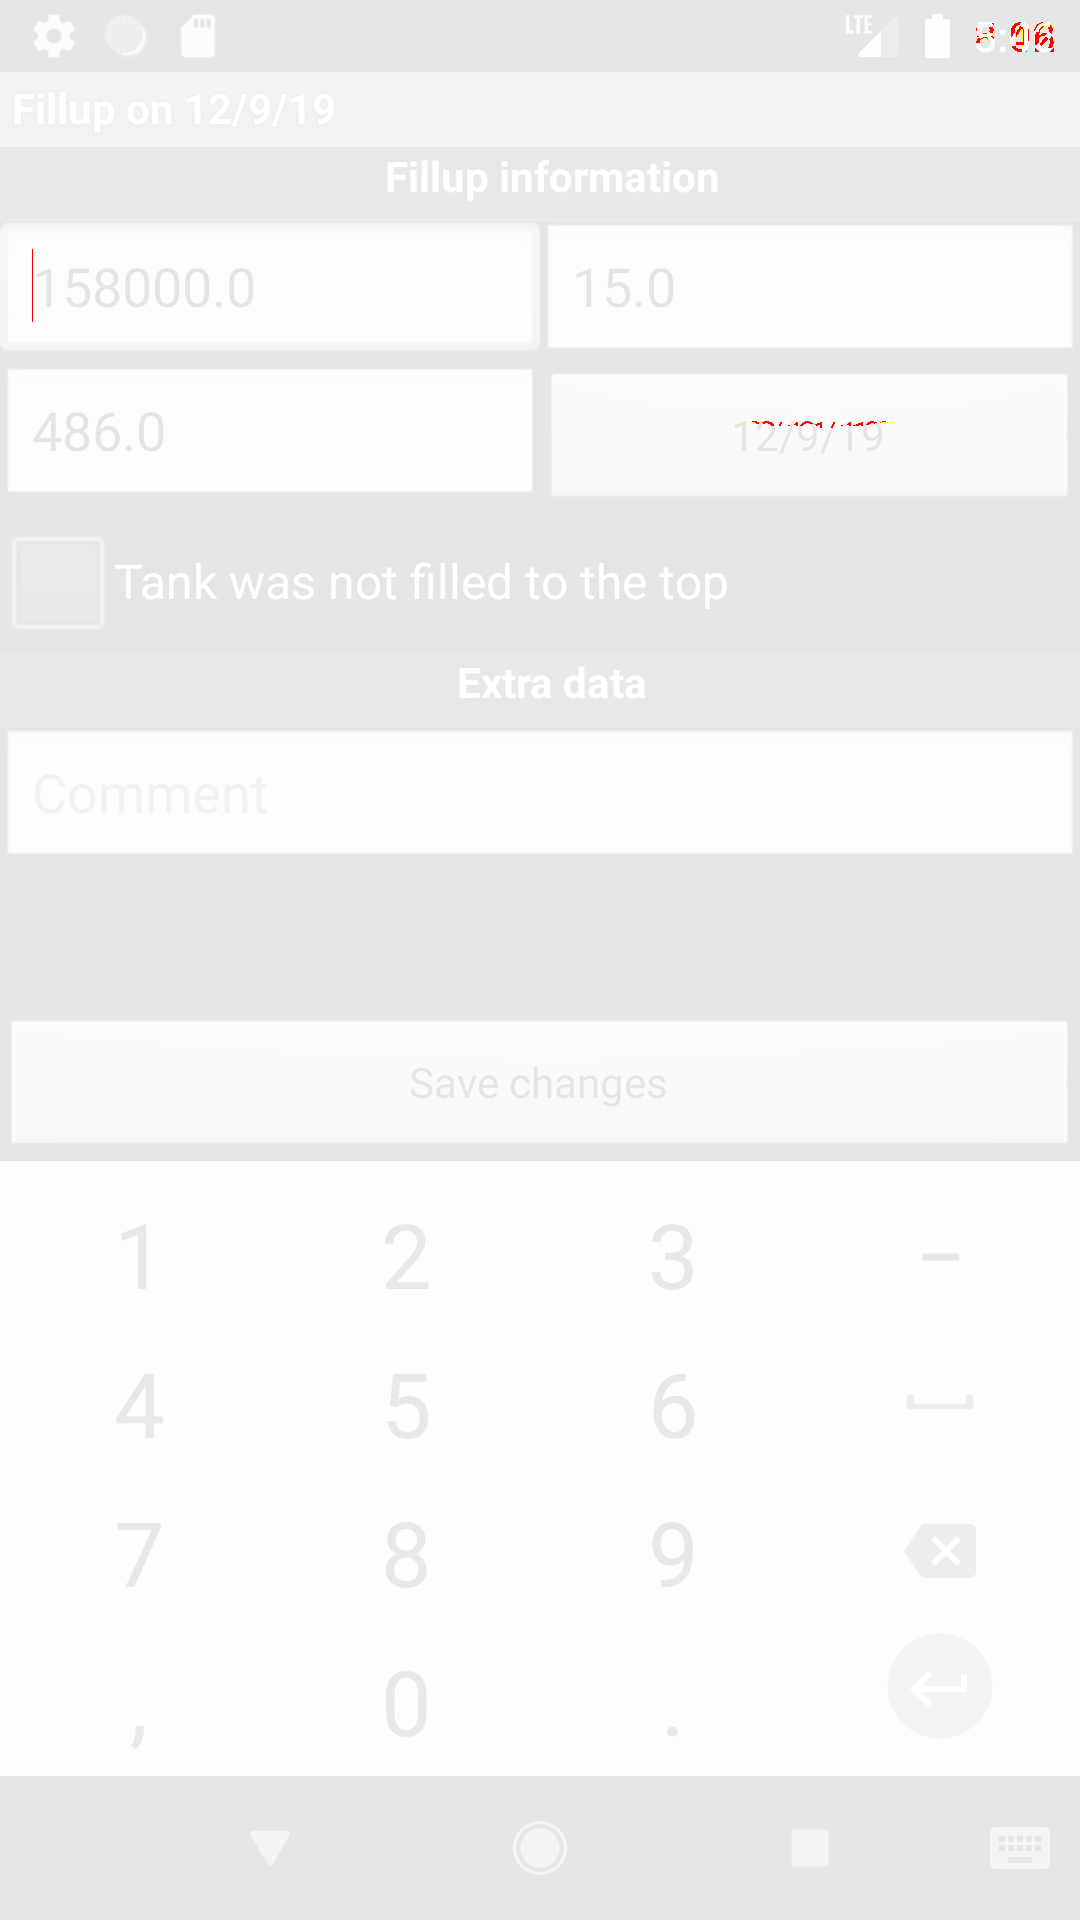 LTE
Fillup on 12/9/19
Fillup information
158000.0 15.0
486.0 12/9/19
Tank was not filled to the top
Extra data
Comment
Save changes
1 2 3 –
4 5 6
7 8 9
, 0 .